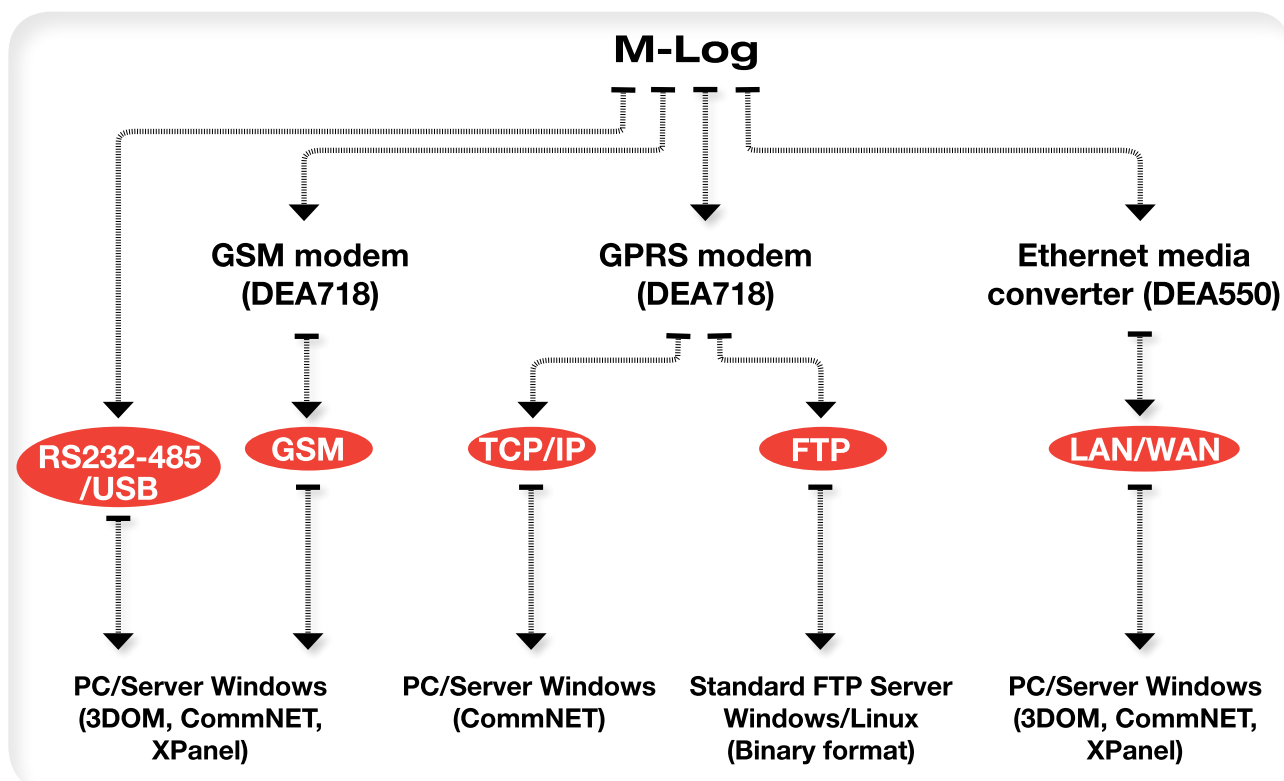 M-Log
GSM modem
(DEA718)
GPRS modem
(DEA718)
Ethernet media
converter (DEA550)
RS232-485
/USB
GSM
TCP/IP
FTP
LAN/WAN
PC/Server Windows
(3DOM, CommNET,
XPanel)
PC/Server Windows
(CommNET)
Standard FTP Server
Windows/Linux
(Binary format)
PC/Server Windows
(3DOM, CommNET,
XPanel)